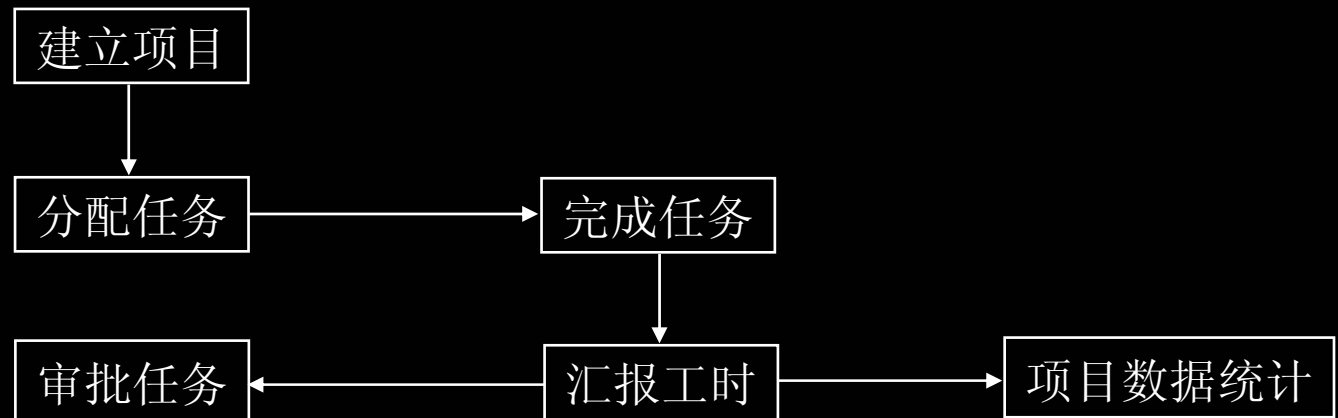 建立项目
分配任务
完成任务
审批任务
汇报工时
项目数据统计